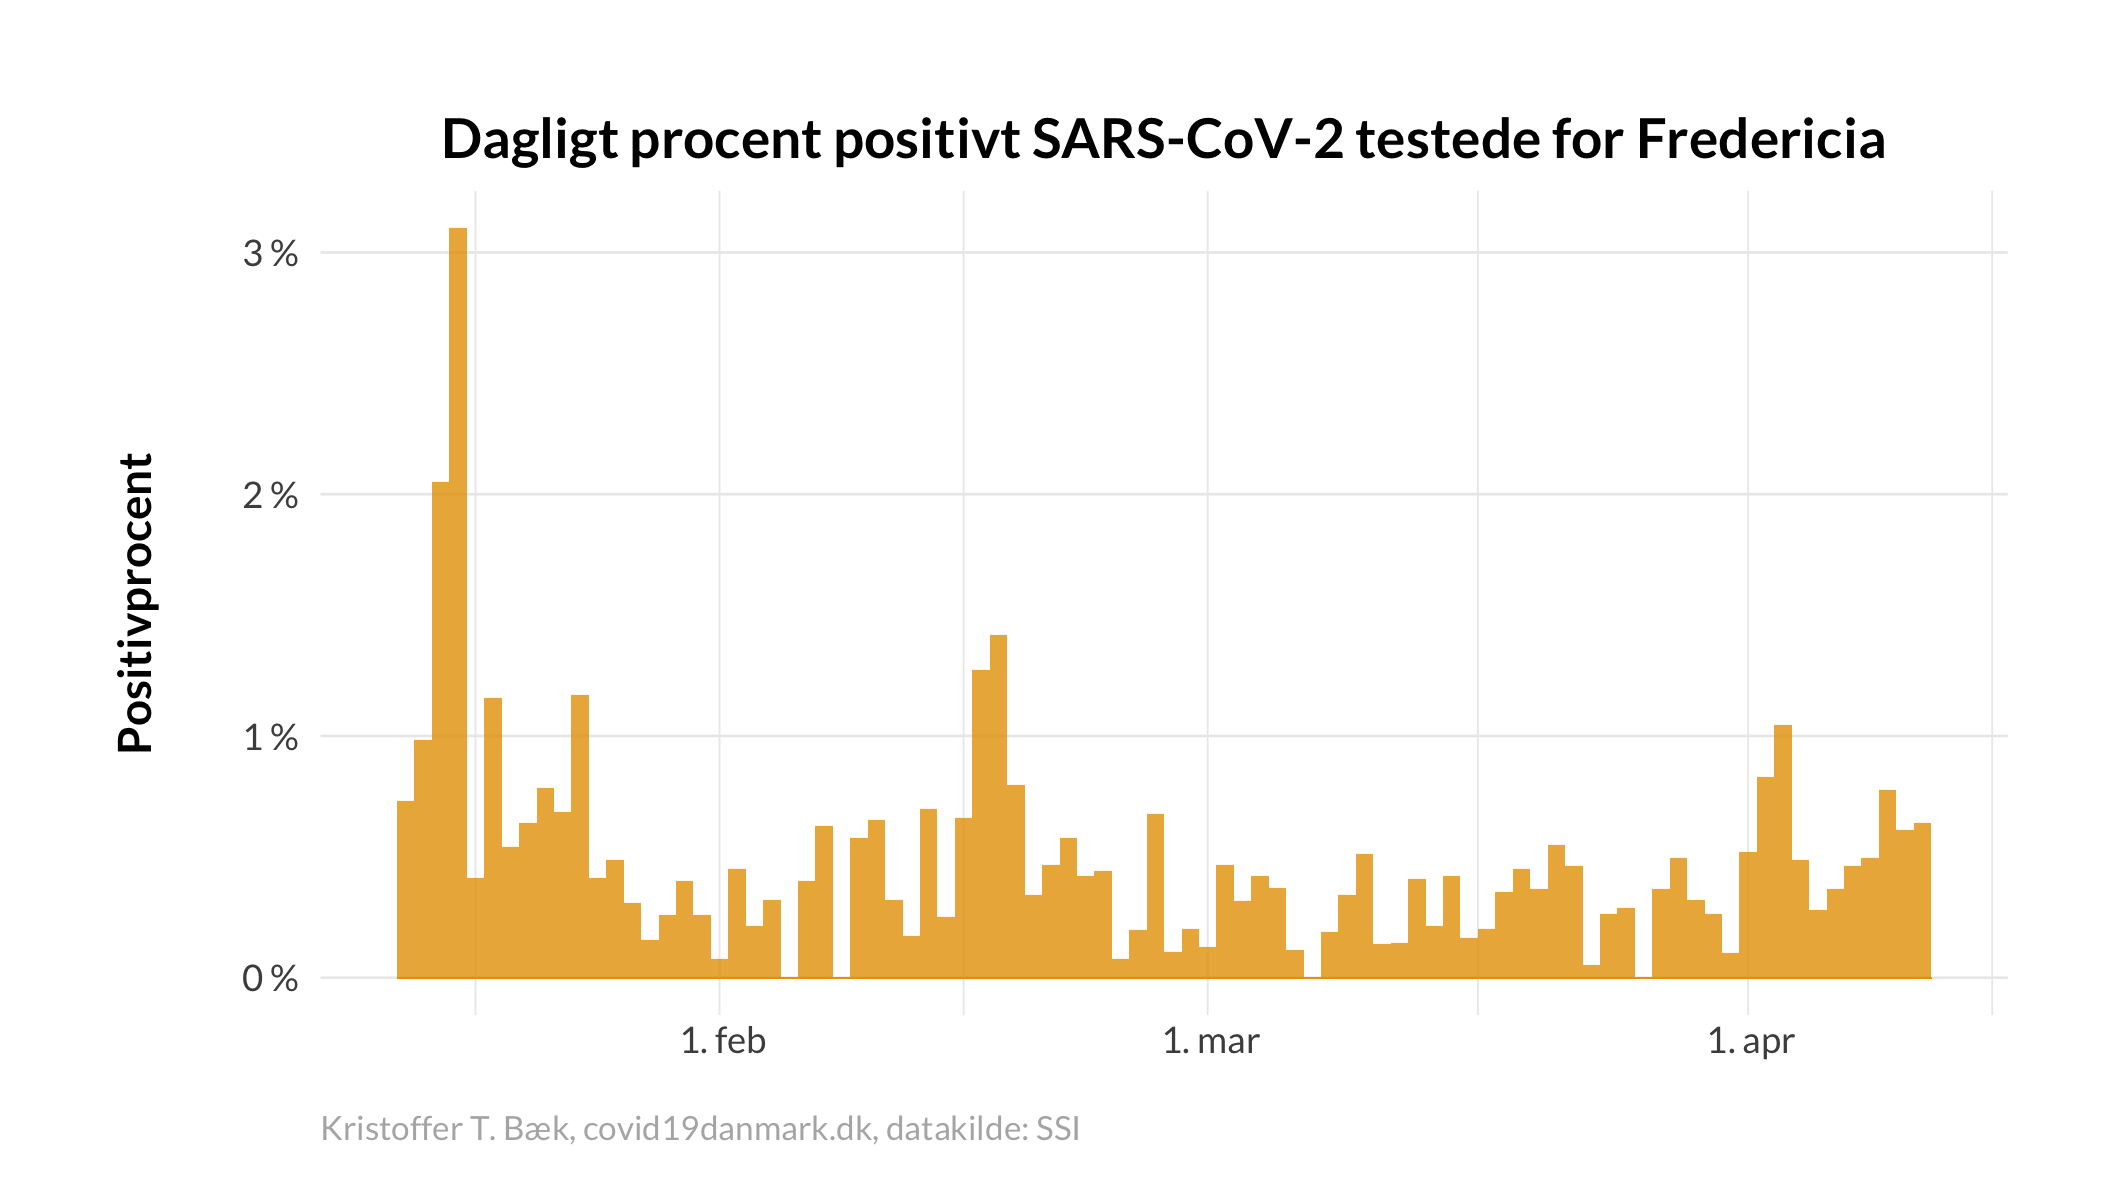 Dagligt procent positivt SARS-CoV-2 testede for Fredericia
Positivprocent
3 %
2 %
1 %
0 %
1. feb
1. mar
1. apr
Kristoffer T. Bæk, covid19danmark.dk, datakilde: SSI